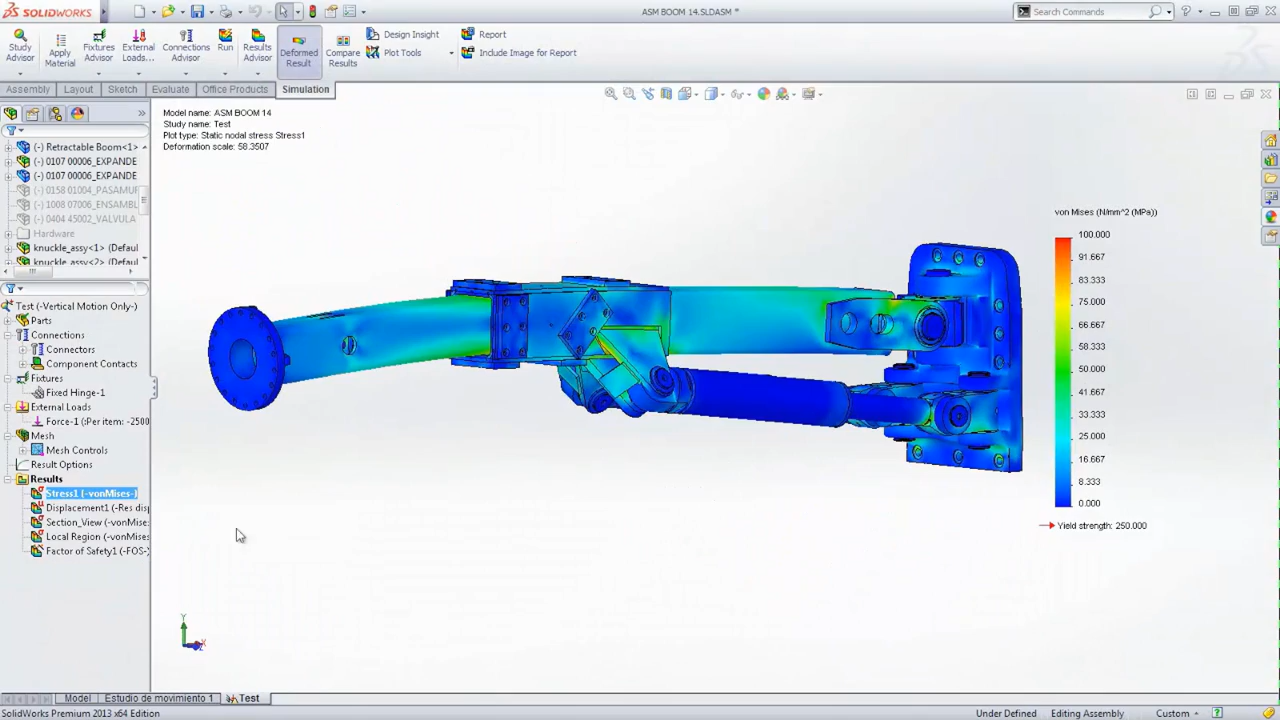 SOLIDWORKS
ASM BOOM 14.SLDASM *
Search Commands
Study Advisor
Apply Material
Fixtures Advisor
External Loads...
Connections Advisor
Run
Results Advisor
Deformed Result
Compare Results
Design Insight
Plot Tools
Report
Include Image for Report
Assembly
Layout
Sketch
Evaluate
Office Products
Simulation
(-) Retractable Boom<1>
(-) 0107 00006_EXPANDE
(-) 0107 00006_EXPANDE
(-) 0158 01004_PASAMUF
(-) 1008 07006_ENSAMBL
(-) 0404 45002_VALVULA
Hardware
knuckle_assy<1> (Defaul
knuckle_assy<2> (Defaul
Test (-Vertical Motion Only-)
Parts
Connections
Connectors
Component Contacts
Fixtures
Fixed Hinge-1
External Loads
Force-1 (:Per item: -2500
Mesh
Mesh Controls
Result Options
Results
Stress1 (-vonMises-)
Displacement1 (-Res disp
Section_View (-vonMise
Local Region (-vonMise
Factor of Safety1 (-FOS-
Model name: ASM BOOM 14
Study name: Test
Plot type: Static nodal stress Stress1
Deformation scale: 58.3507
von Mises (N/mm^2 (MPa))
100.000
91.667
83.333
75.000
66.667
58.333
50.000
41.667
33.333
25.000
16.667
8.333
0.000
Yield strength: 250.000
Y
X
Z
Model
Estudio de movimiento 1
Test
SolidWorks Premium 2013 x64 Edition
Under Defined
Editing Assembly
Custom